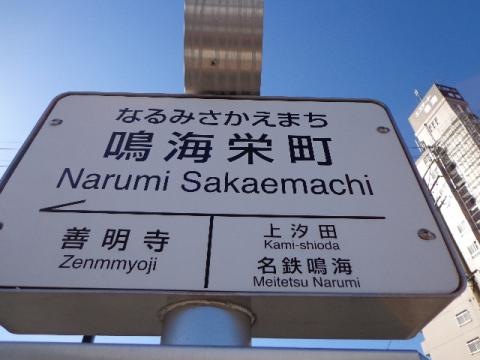 なるみさかえまち
鳴海栄町
Narumi Sakaemachi
善明寺
Zenmmyoji
上汐田
Kami-shioda
名鉄鳴海
Meitetsu Narumi